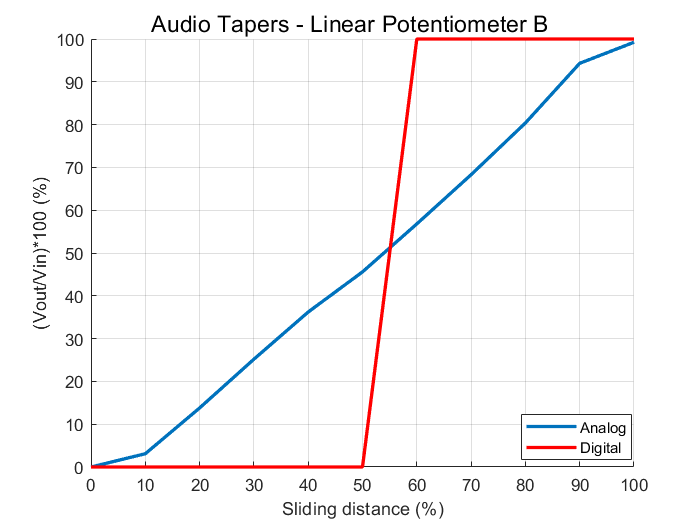 Audio Tapers - Linear Potentiometer B
(Vout/Vin)*100 (%)
100
90
80
70
60
50
40
30
20
10
0
0 10 20 30 40 50 60 70 80 90 100
Sliding distance (%)
Analog
Digital